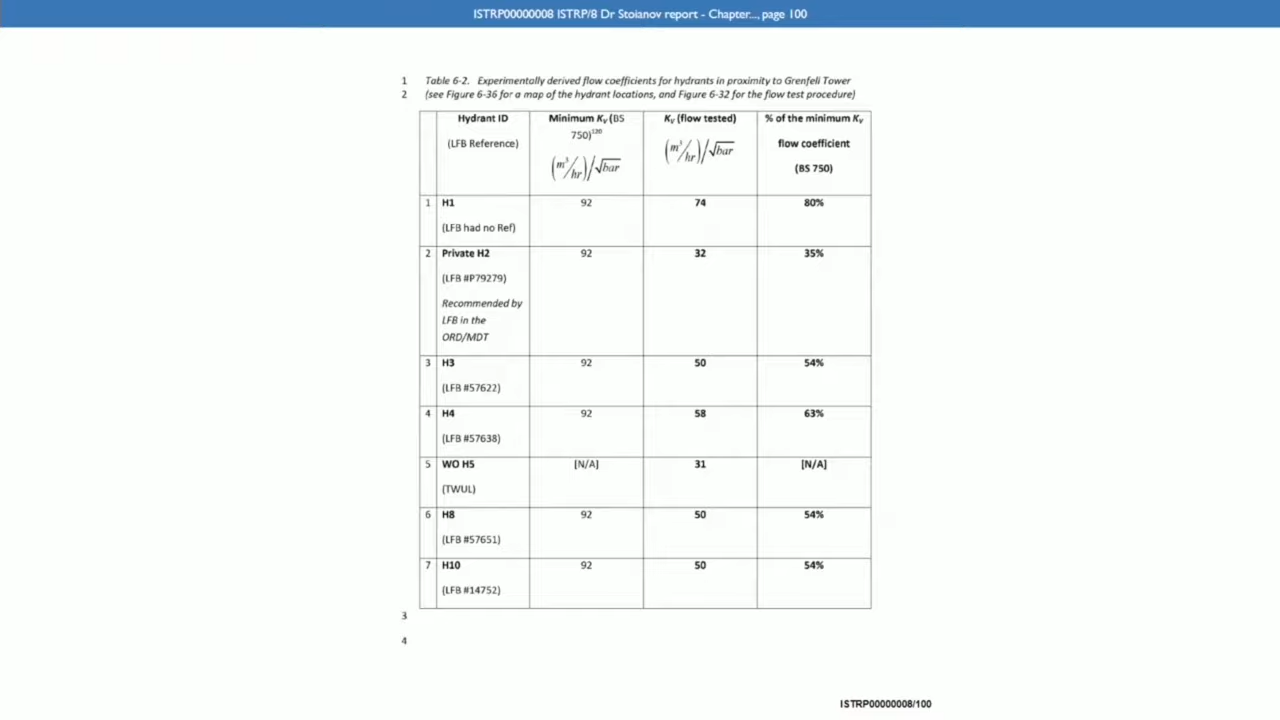 ISTRP00000008 ISTRP/8 Dr Stoianov report - Chapter..., page 100
1 Table 6-2. Experimentally derived flow coefficients for hydrants in proximity to Grenfell Tower
2 (see Figure 6-36 for a map of the hydrant locations, and Figure 6-32 for the flow test procedure)
Hydrant ID Minimum Kv (BS Kv (flow tested) % of the minimum Kv
750)¹²⁰
(LFB Reference) flow coefficient
(m³/hr)/√bar (m³/hr)/√bar
(BS 750)
1 H1 92 74 80%
(LFB had no Ref)
2 Private H2 92 32 35%
(LFB #P79279)
Recommended by
LFB in the
ORD/MDT
3 H3 92 50 54%
(LFB #57622)
4 H4 92 58 63%
(LFB #57638)
5 WO H5 [N/A] 31 [N/A]
(TWUL)
6 H8 92 50 54%
(LFB #57651)
7 H10 92 50 54%
(LFB #14752)
3
4
ISTRP00000008/100